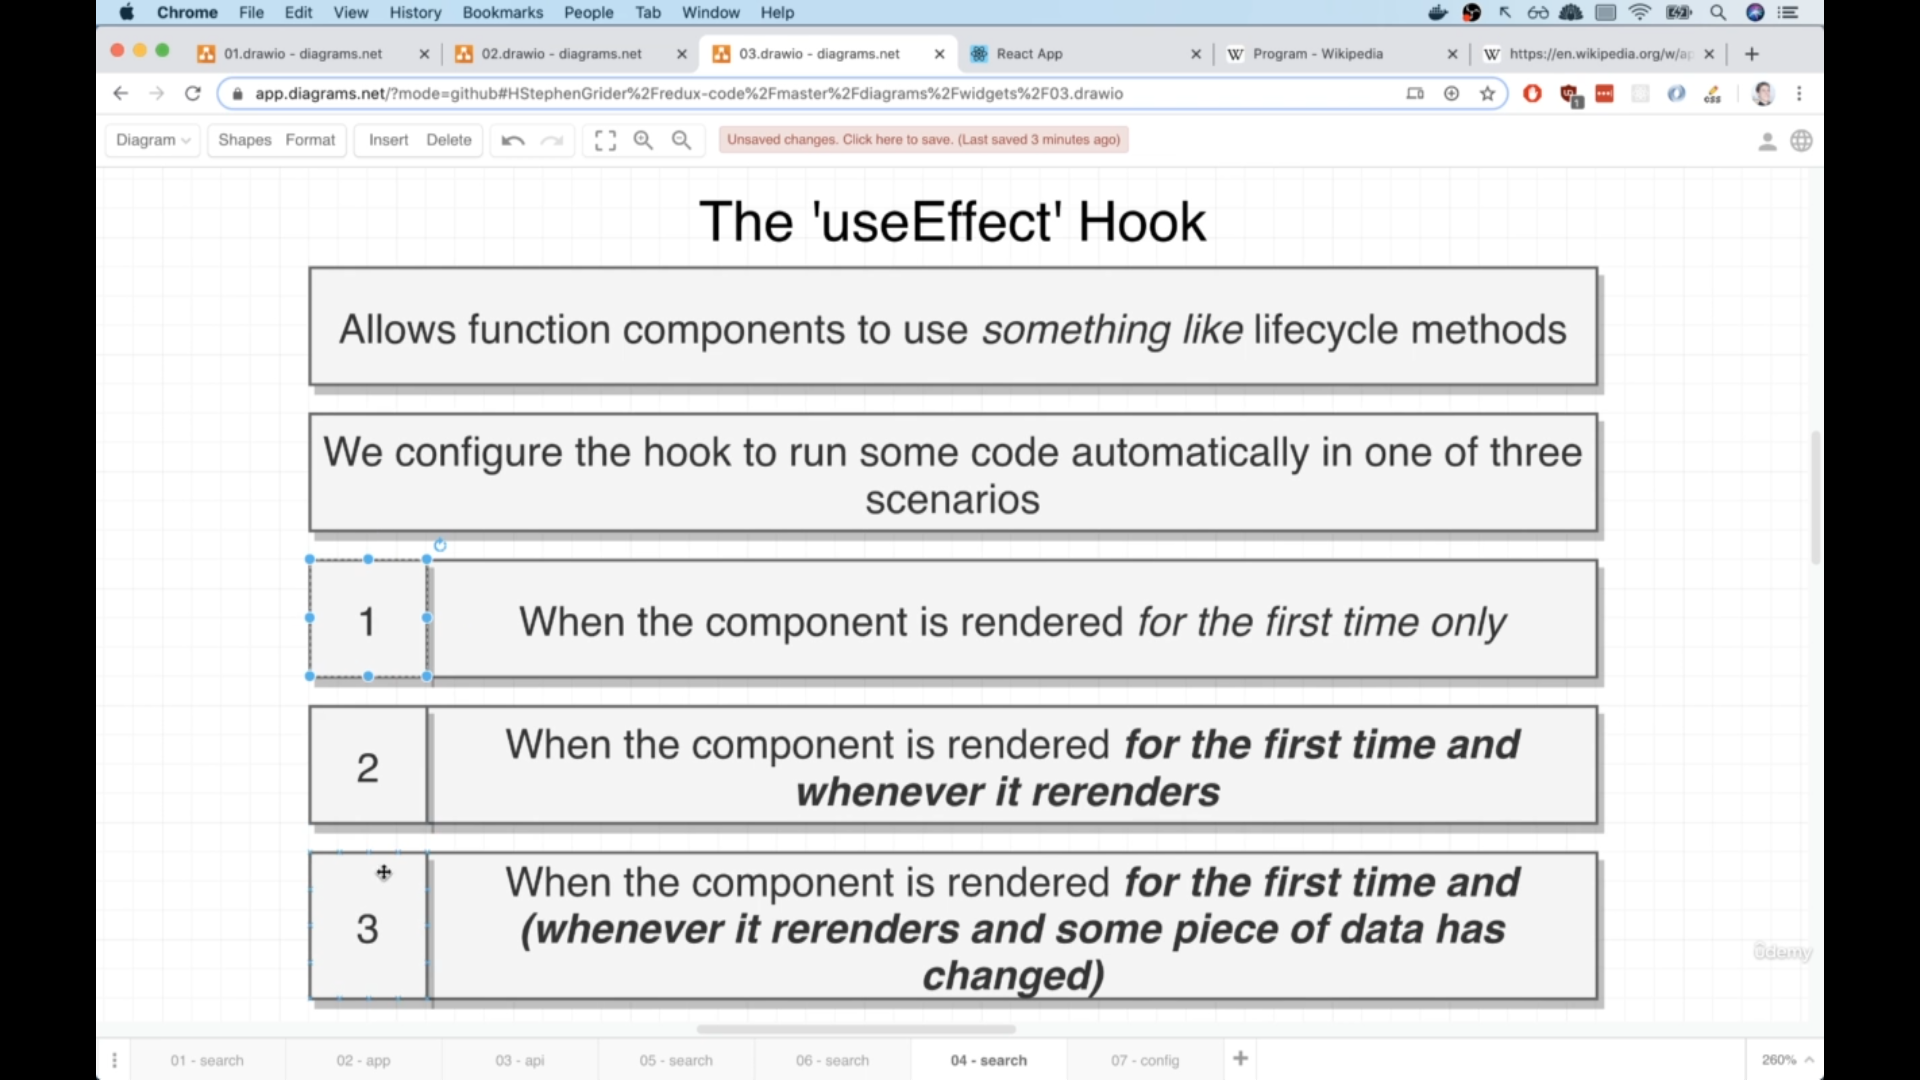 Chrome File Edit View History Bookmarks People Tab Window Help
01.drawio - diagrams.net
02.drawio - diagrams.net
03.drawio - diagrams.net
React App
Program - Wikipedia
https://en.wikipedia.org/w/ap
app.diagrams.net/?mode=github#HStephenGrider%2Fredux-code%2Fmaster%2Fdiagrams%2Fwidgets%2F03.drawio
Diagram Shapes Format Insert Delete
Unsaved changes. Click here to save. (Last saved 3 minutes ago)
The 'useEffect' Hook
Allows function components to use something like lifecycle methods
We configure the hook to run some code automatically in one of three
scenarios
1
When the component is rendered for the first time only
2
When the component is rendered for the first time and
whenever it rerenders
3
When the component is rendered for the first time and
(whenever it rerenders and some piece of data has
changed)
ûdemy
01 - search
02 - app
03 - api
05 - search
06 - search
04 - search
07 - config
260%